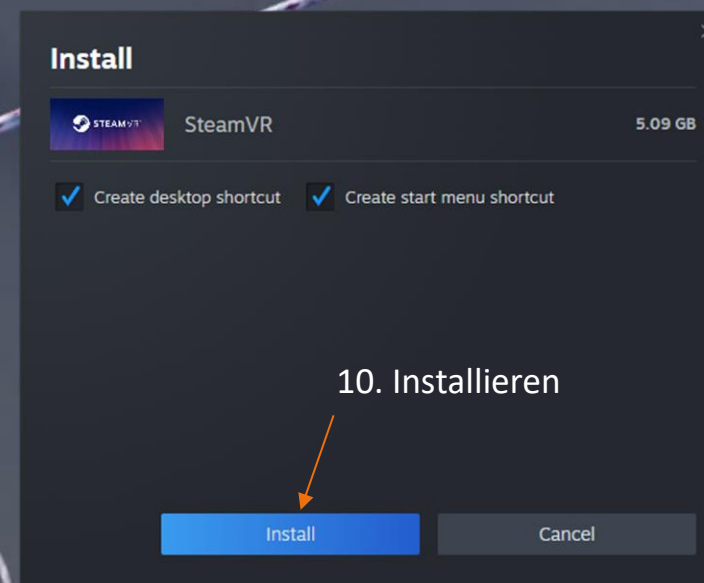 Install
STEAMVR
SteamVR
5.09 GB
Create desktop shortcut
Create start menu shortcut
10. Installieren
Install
Cancel